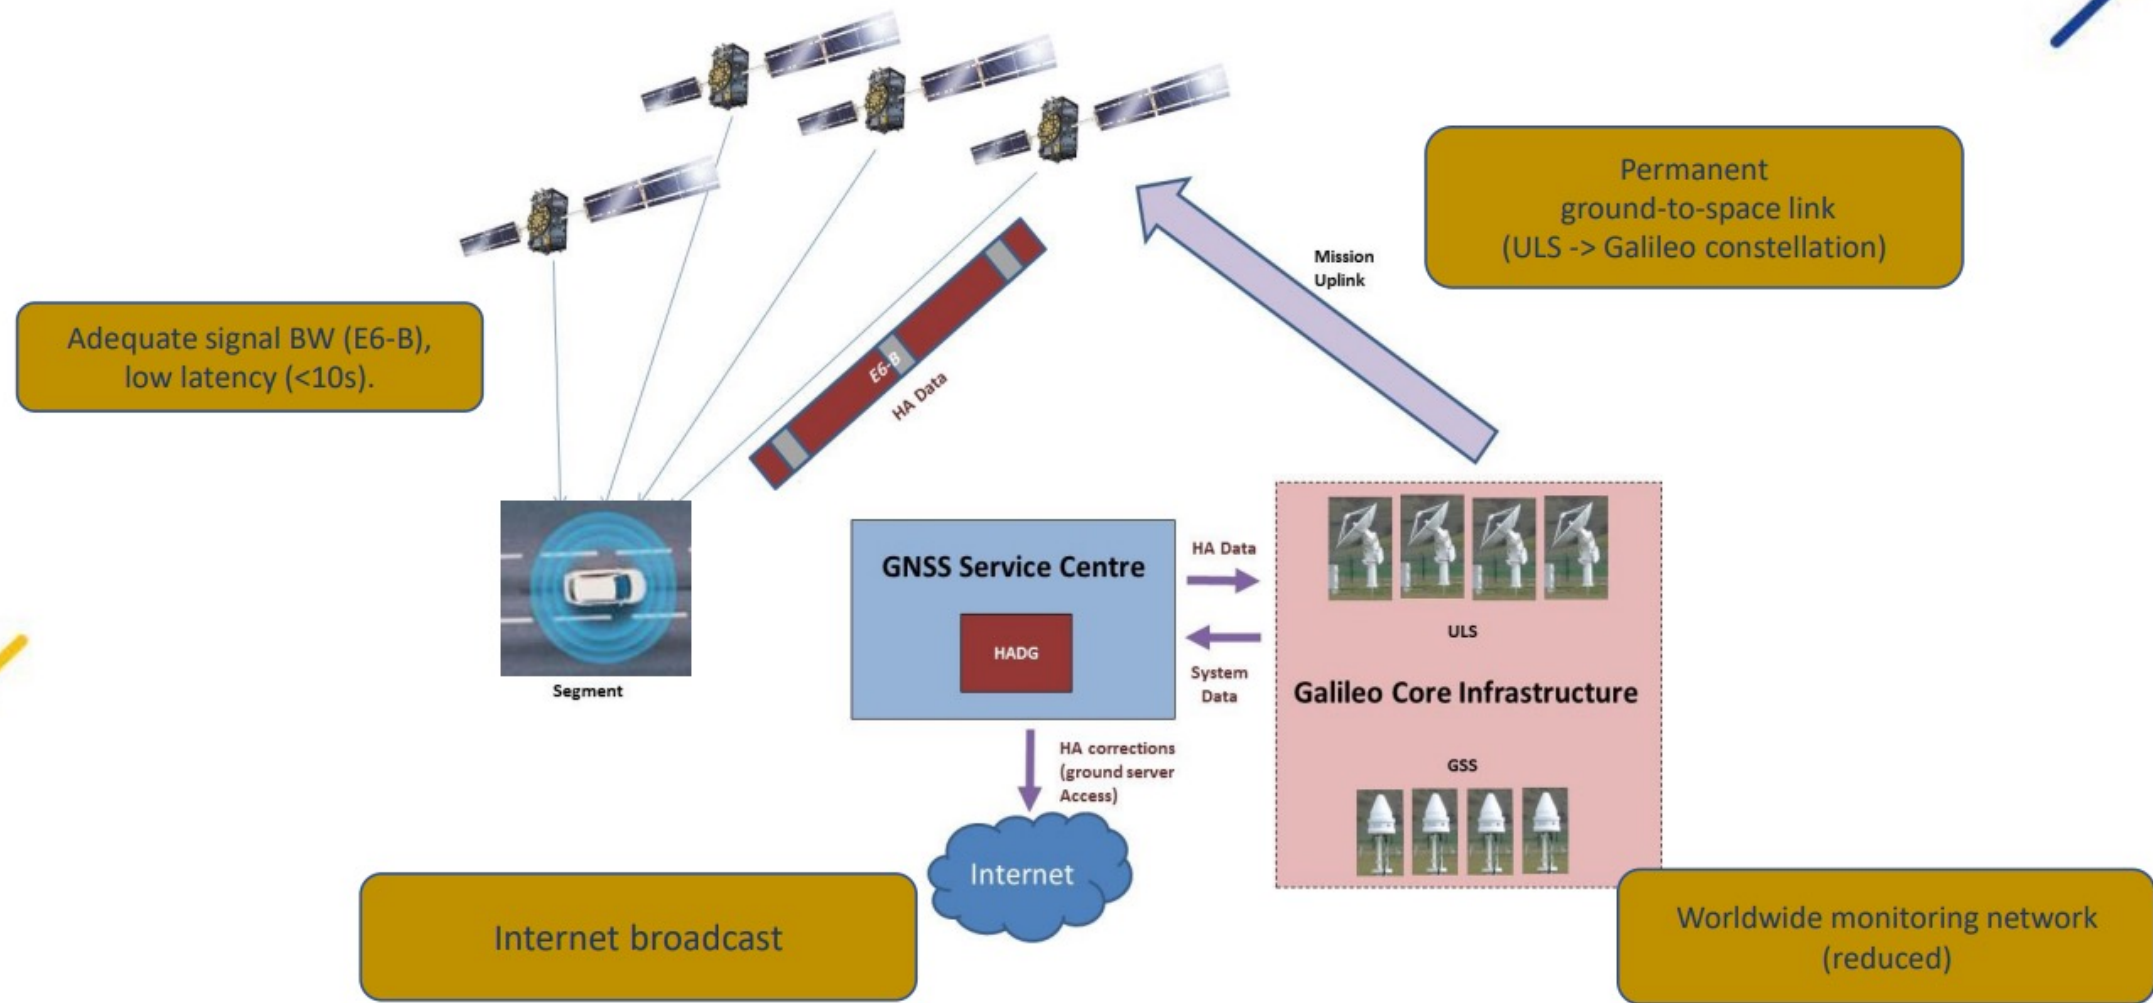 Permanent
ground-to-space link
(ULS -> Galileo constellation)
Mission
Uplink
Adequate signal BW (E6-B),
low latency (<10s).
E6-B
HA Data
Segment
GNSS Service Centre
HADG
HA Data
System
Data
ULS
Galileo Core Infrastructure
GSS
HA corrections
(ground server
Access)
Internet
Internet broadcast
Worldwide monitoring network
(reduced)